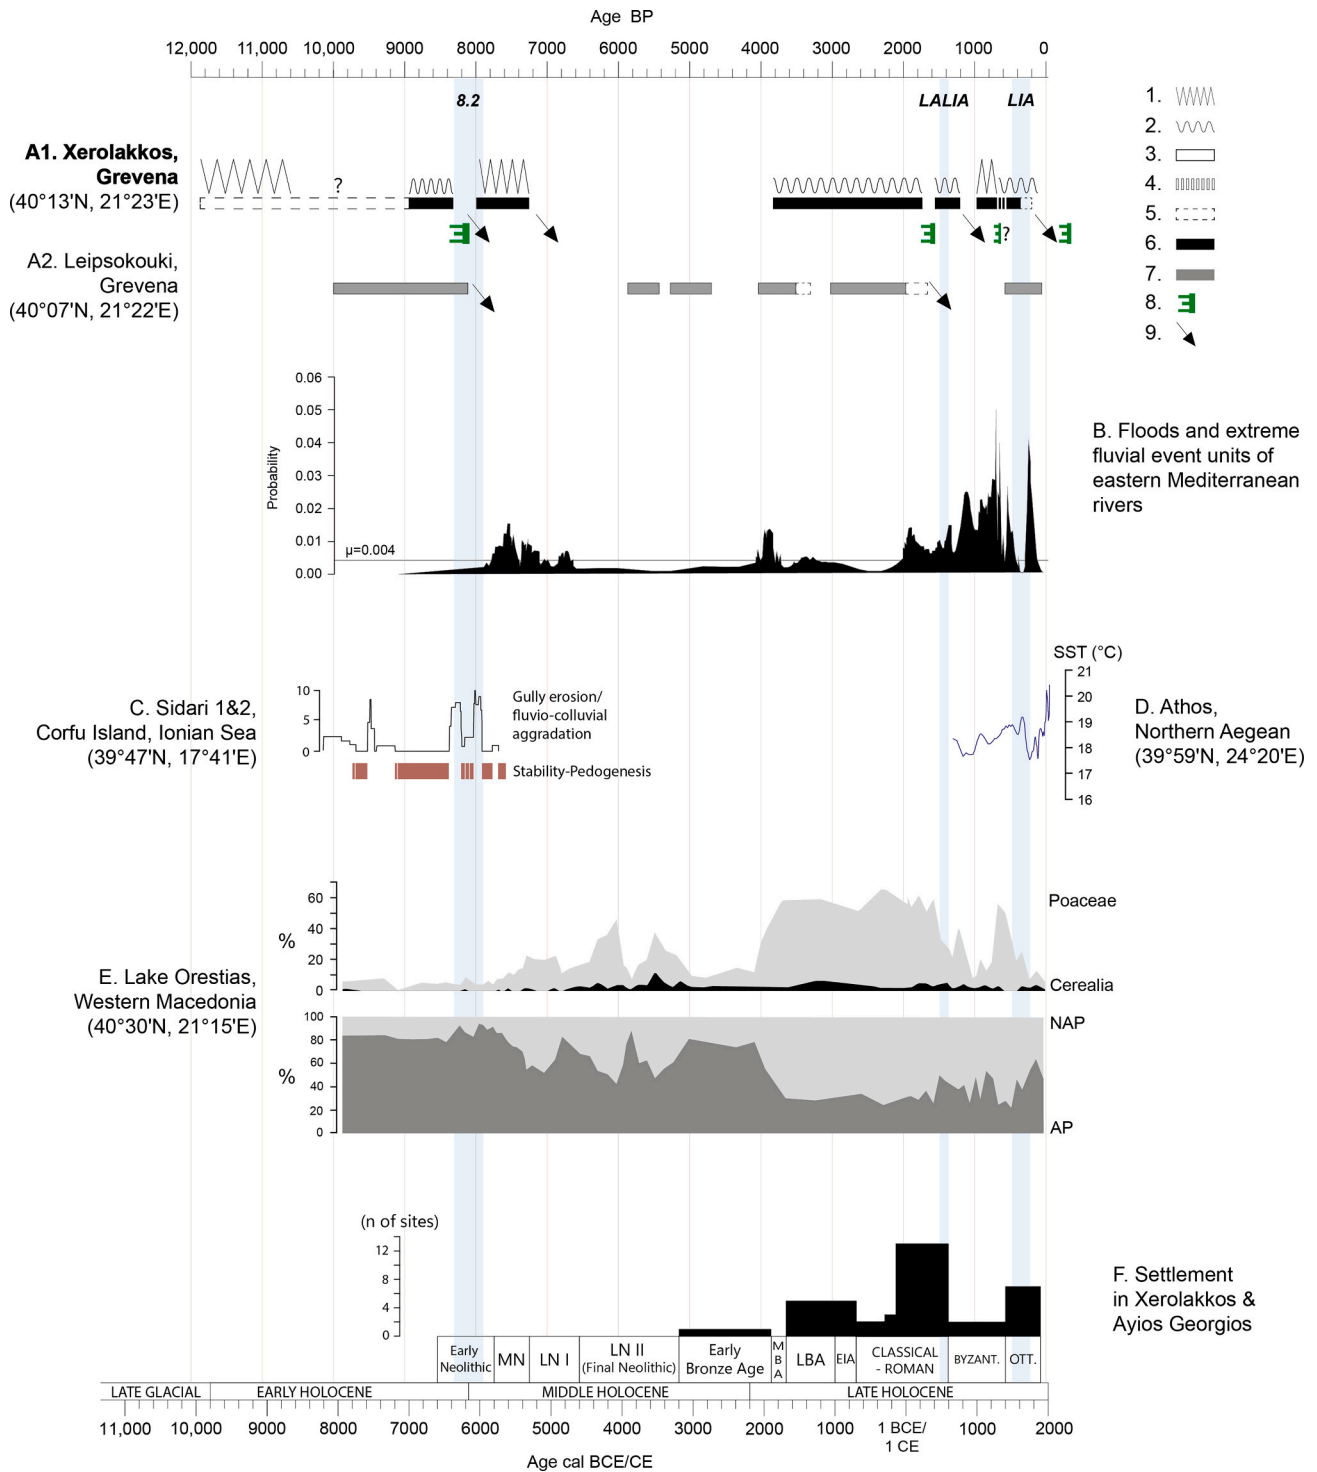 Age BP
12,000 11,000 10,000 9000 8000 7000 6000 5000 4000 3000 2000 1000 0
8.2 LALIA LIA
1.
2.
3.
4.
5.
6.
7.
8.
9.
A1. Xerolakkos,
Grevena
(40°13'N, 21°23'E)
?
?
A2. Leipsokouki,
Grevena
(40°07'N, 21°22'E)
0.06
0.05
0.04
0.03
0.02
0.01
0.00
Probability
µ=0.004
B. Floods and extreme
fluvial event units of
eastern Mediterranean
rivers
C. Sidari 1&2,
Corfu Island, Ionian Sea
(39°47'N, 17°41'E)
10
5
0
Gully erosion/
fluvio-colluvial
aggradation
Stability-Pedogenesis
SST (°C)
21
20
19
18
17
16
D. Athos,
Northern Aegean
(39°59'N, 24°20'E)
E. Lake Orestias,
Western Macedonia
(40°30'N, 21°15'E)
%
60
40
20
0
Poaceae
Cerealia
%
100
80
60
40
20
0
NAP
AP
(n of sites)
12
8
4
0
F. Settlement
in Xerolakkos &
Ayios Georgios
Early
Neolithic
MN
LN I
LN II
(Final Neolithic)
Early
Bronze Age
M
B
A
LBA
EIA
CLASSICAL
- ROMAN
BYZANT.
OTT.
LATE GLACIAL EARLY HOLOCENE MIDDLE HOLOCENE LATE HOLOCENE
11,000 10,000 9000 8000 7000 6000 5000 4000 3000 2000 1000 1 BCE/
1 CE
1000 2000
Age cal BCE/CE